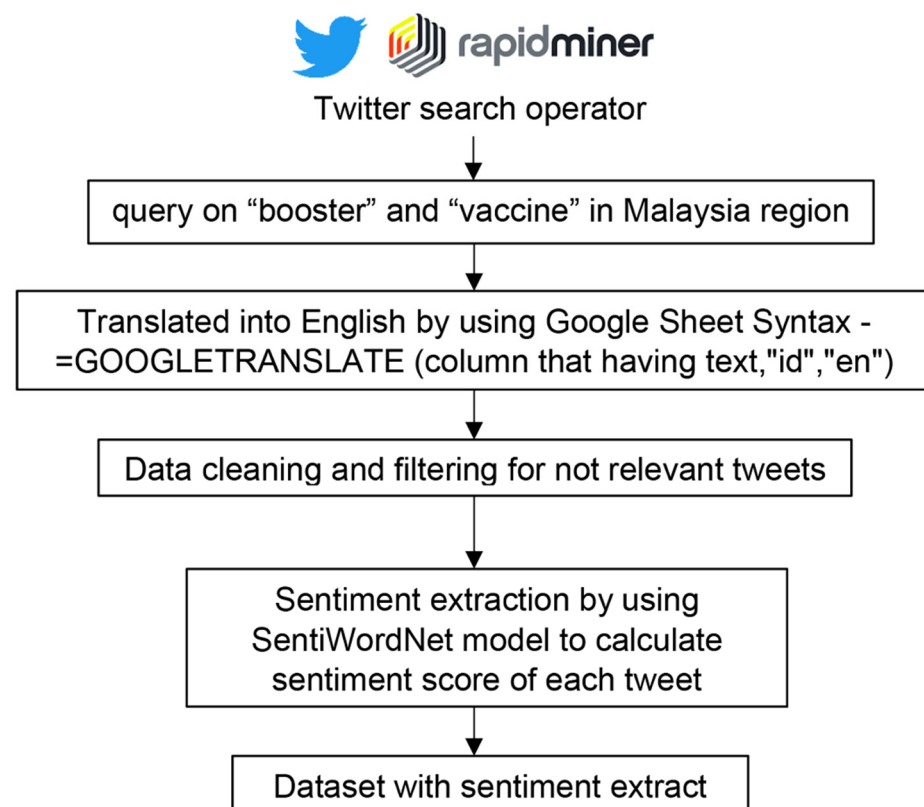 rapidminer
Twitter search operator
query on “booster” and “vaccine” in Malaysia region
Translated into English by using Google Sheet Syntax -
=GOOGLETRANSLATE (column that having text,"id","en")
Data cleaning and filtering for not relevant tweets
Sentiment extraction by using
SentiWordNet model to calculate
sentiment score of each tweet
Dataset with sentiment extract